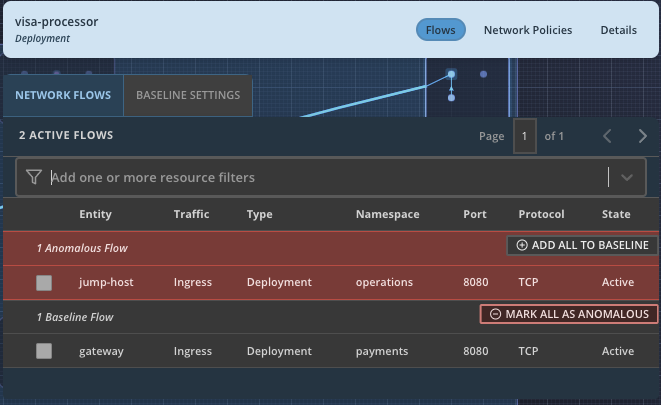 visa-processor
Deployment
Flows Network Policies Details
NETWORK FLOWS BASELINE SETTINGS
2 ACTIVE FLOWS Page 1 of 1
Add one or more resource filters
Entity Traffic Type Namespace Port Protocol State
1 Anomalous Flow ADD ALL TO BASELINE
jump-host Ingress Deployment operations 8080 TCP Active
1 Baseline Flow MARK ALL AS ANOMALOUS
gateway Ingress Deployment payments 8080 TCP Active